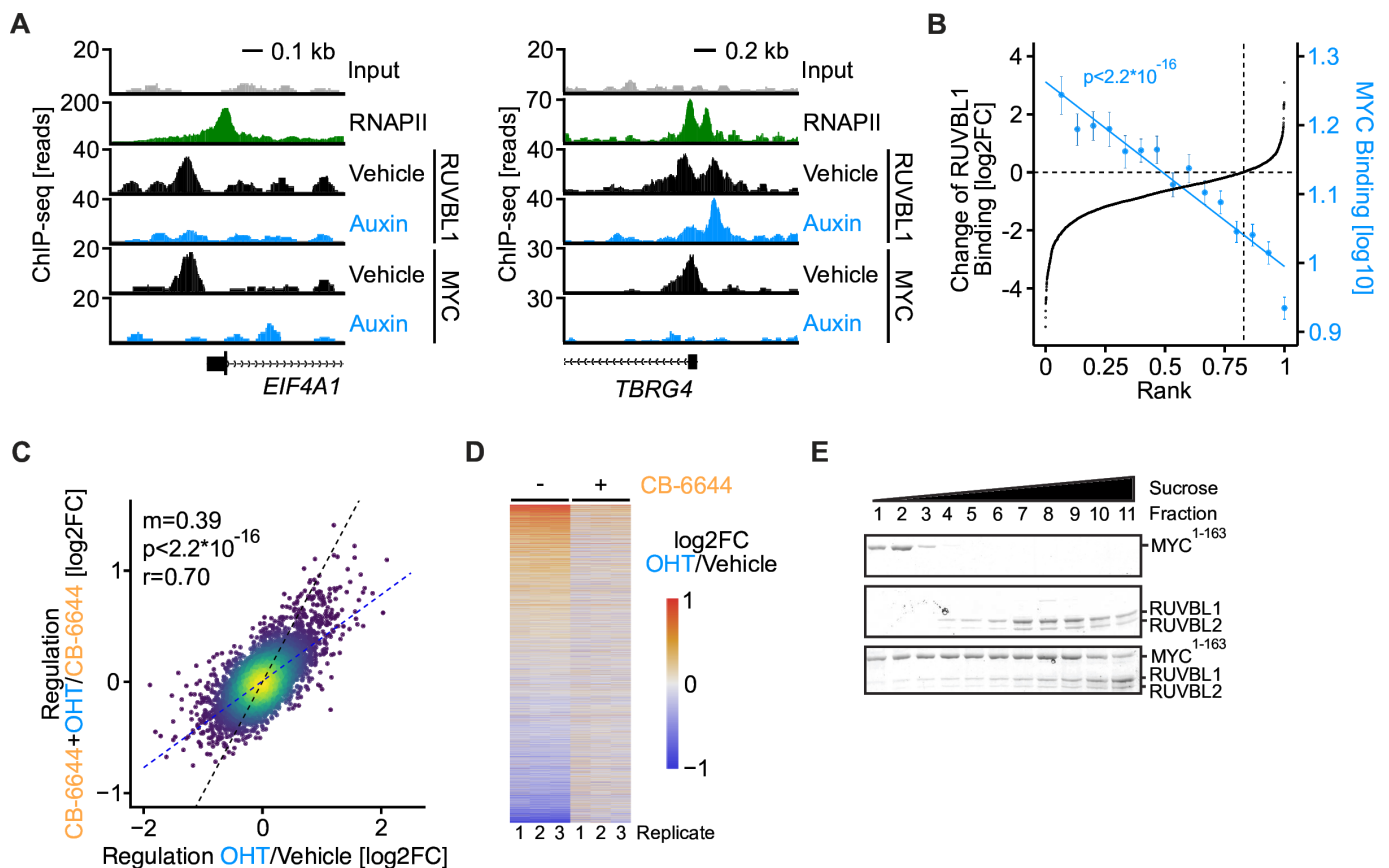 A
20
0.1 kb
Input
200
RNAPII
40
Vehicle
40
Auxin
RUVBL1
20
Vehicle
20
Auxin
MYC
ChIP-seq [reads]
EIF4A1
20
0.2 kb
Input
70
RNAPII
40
Vehicle
40
Auxin
RUVBL1
30
Vehicle
30
Auxin
MYC
ChIP-seq [reads]
TBRG4
B
Change of RUVBL1
Binding [log2FC]
4
2
0
−2
−4
p<2.2*10^-16
1.3
1.2
1.1
1
0.9
MYC Binding [log10]
0
0.25
0.5
0.75
1
Rank
C
Regulation
CB-6644+OHT/CB-6644 [log2FC]
m=0.39
p<2.2*10^-16
r=0.70
1
0
−1
−2
0
2
Regulation OHT/Vehicle [log2FC]
D
- + CB-6644
log2FC
OHT/Vehicle
1
0
−1
1 2 3 1 2 3 Replicate
E
Sucrose
1 2 3 4 5 6 7 8 9 10 11 Fraction
MYC^1-163
RUVBL1
RUVBL2
MYC^1-163
RUVBL1
RUVBL2